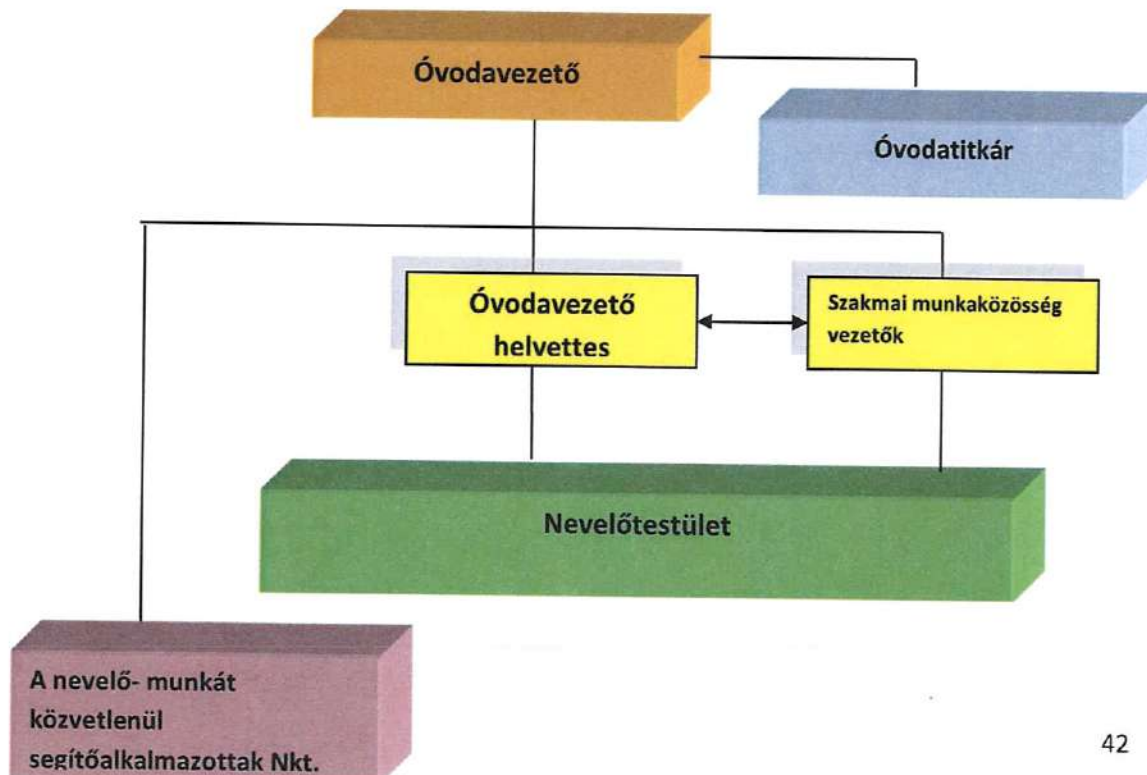 Óvodavezető
Óvodatitkár
Óvodavezető
helvettes
Szakmai munkaközösség
vezetők
Nevelőtestület
A nevelő- munkát
közvetlenül
segítőalkalmazottak Nkt.
42